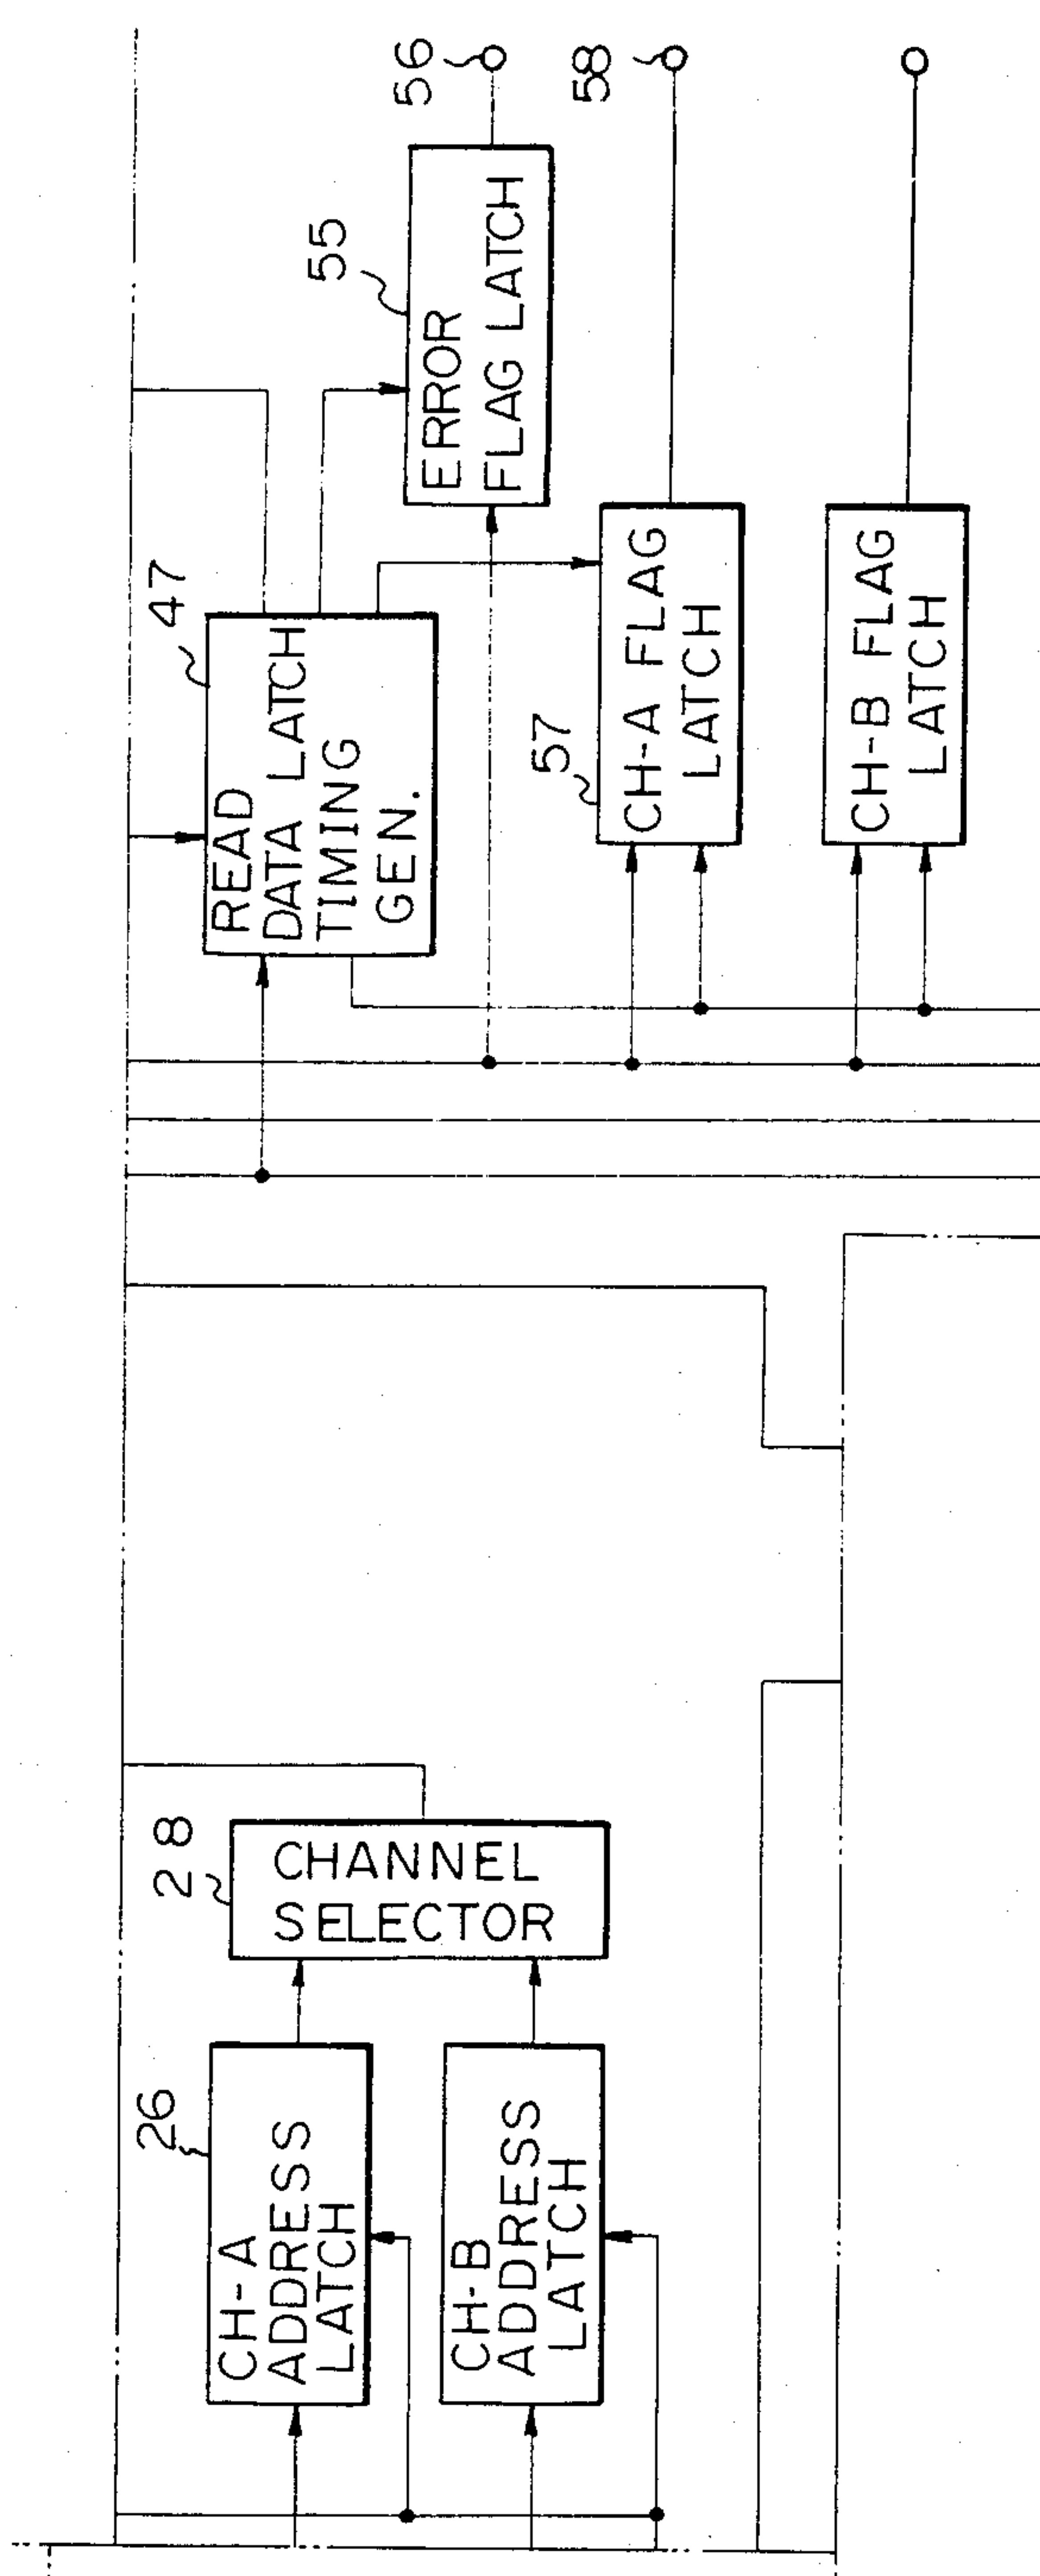 56
58
55
ERROR
FLAG LATCH
47
READ
DATA LATCH
TIMING
GEN.
57
CH-A FLAG
LATCH
CH-B FLAG
LATCH
28
CHANNEL
SELECTOR
26
CH-A
ADDRESS
LATCH
CH-B
ADDRESS
LATCH